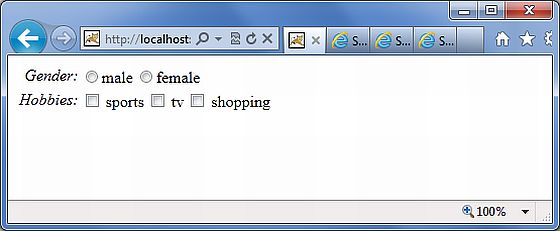 http://localhost:
S...
S...
S...
Gender: male female
Hobbies: sports tv shopping
100%